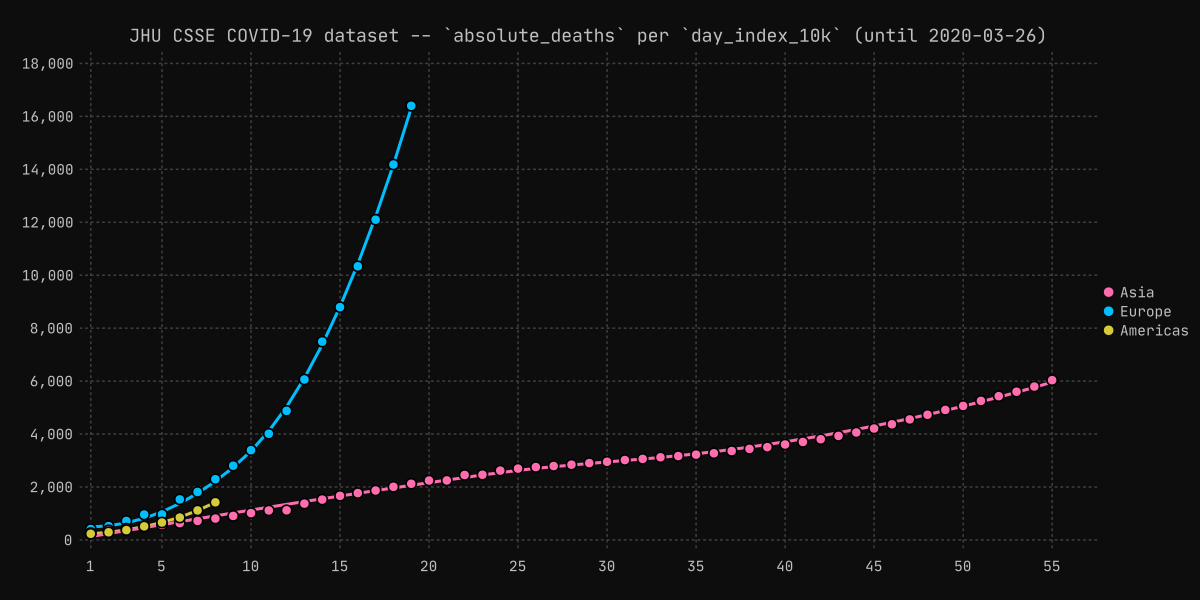 JHU CSSE COVID-19 dataset -- `absolute_deaths` per `day_index_10k` (until 2020-03-26)
18,000
16,000
14,000
12,000
10,000
8,000
6,000
4,000
2,000
0
1 5 10 15 20 25 30 35 40 45 50 55
Asia
Europe
Americas